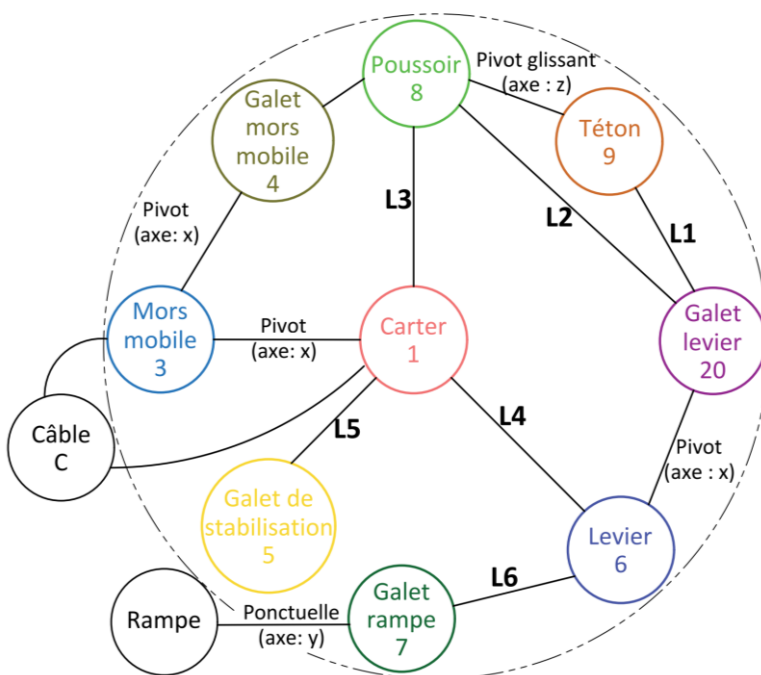 Poussoir
8
Pivot glissant
(axe : z)
Galet
mors
mobile
4
Téton
9
L3
L2
L1
Pivot
(axe: x)
Mors
mobile
3
Pivot
(axe: x)
Carter
1
Galet
levier
20
Câble
C
L5
L4
Pivot
(axe : x)
Galet de
stabilisation
5
Levier
6
L6
Rampe
Ponctuelle
(axe: y)
Galet
rampe
7